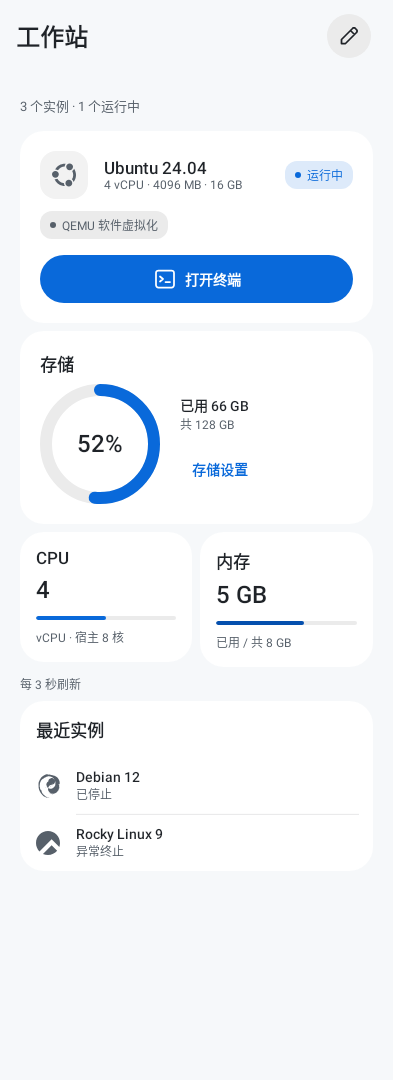 工作站
3 个实例 · 1 个运行中
Ubuntu 24.04
4 vCPU · 4096 MB · 16 GB
运行中
QEMU 软件虚拟化
打开终端
存储
52%
已用 66 GB
共 128 GB
存储设置
CPU
4
vCPU · 宿主 8 核
内存
5 GB
已用 / 共 8 GB
每 3 秒刷新
最近实例
Debian 12
已停止
Rocky Linux 9
异常终止